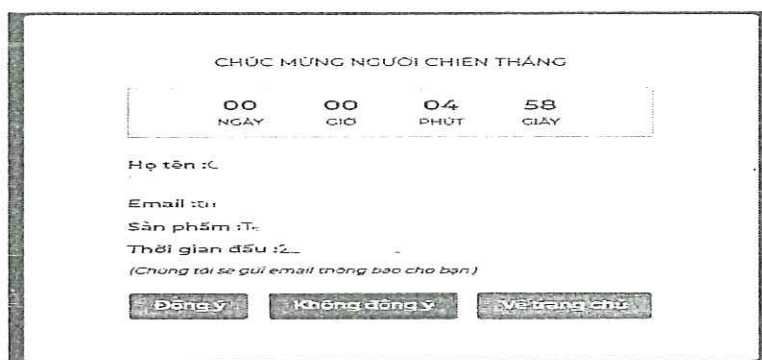 CHÚC MỪNG NGƯỜI CHIẾN THẮNG
00 00 04 58
NGÀY GIỜ PHÚT GIÂY
Họ tên :
Email :
Sản phẩm :T
Thời gian đấu :2
(Chúng tôi sẽ gửi email thông báo cho bạn)
Đồng ý Không đồng ý Về trang chủ